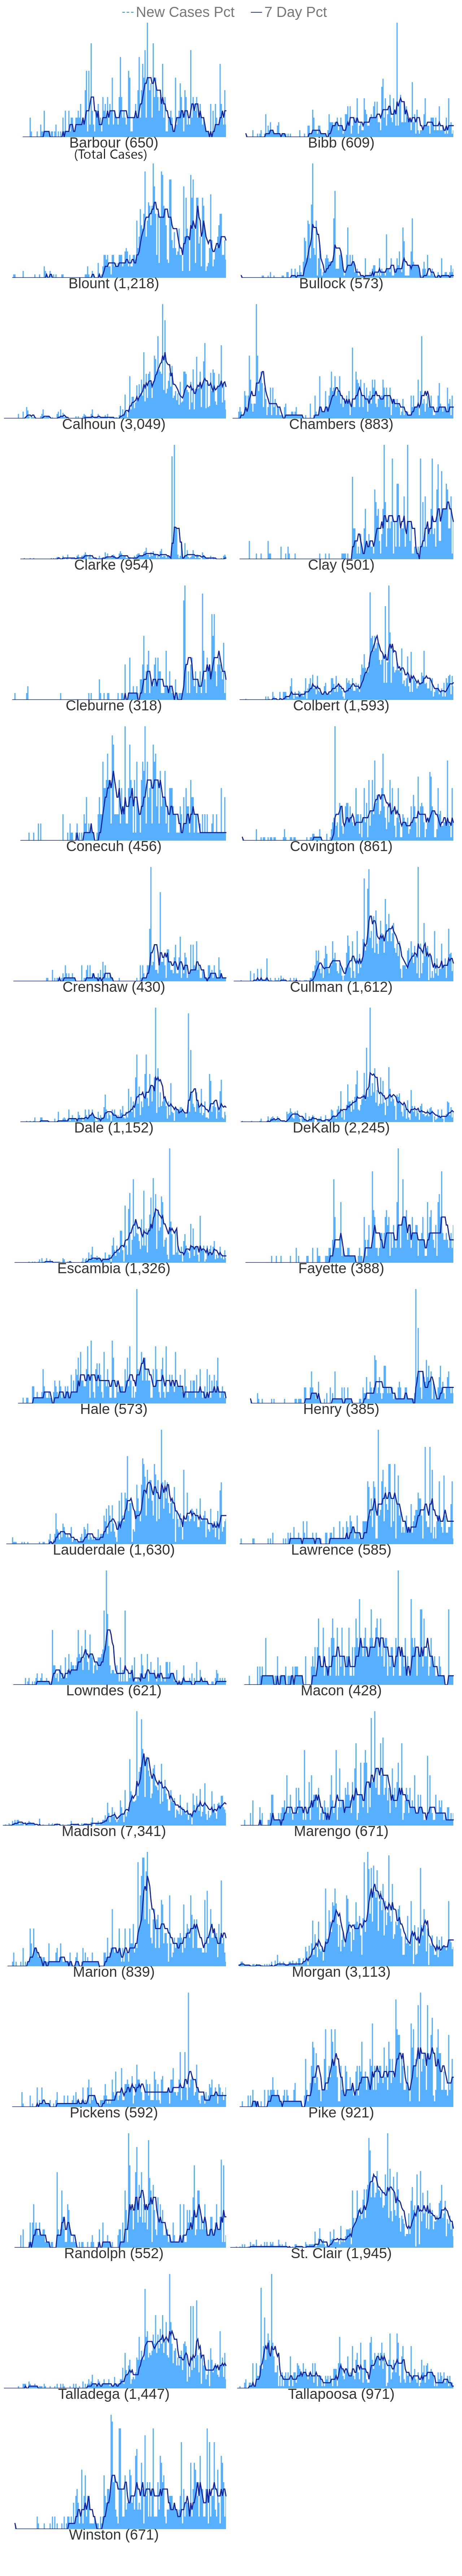 New Cases Pct 7 Day Pct
Barbour (650) Bibb (609)
(Total Cases)
Blount (1,218) Bullock (573)
Calhoun (3,049) Chambers (883)
Clarke (954) Clay (501)
Cleburne (318) Colbert (1,593)
Conecuh (456) Covington (861)
Crenshaw (430) Cullman (1,612)
Dale (1,152) DeKalb (2,245)
Escambia (1,326) Fayette (388)
Hale (573) Henry (385)
Lauderdale (1,630) Lawrence (585)
Lowndes (621) Macon (428)
Madison (7,341) Marengo (671)
Marion (839) Morgan (3,113)
Pickens (592) Pike (921)
Randolph (552) St. Clair (1,945)
Talladega (1,447) Tallapoosa (971)
Winston (671)